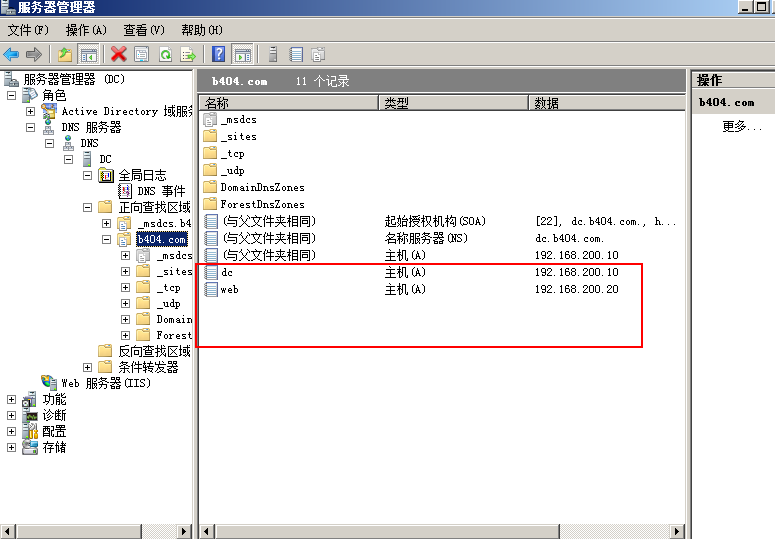 服务器管理器
文件(F) 操作(A) 查看(V) 帮助(H)
服务器管理器 (DC)
角色
Active Directory 域服务
DNS 服务器
DNS
DC
全局日志
DNS 事件
正向查找区域
_msdcs.b4
b404.com
_msdcs
_sites
_tcp
_udp
Domain
Forest
反向查找区域
条件转发器
Web 服务器(IIS)
功能
诊断
配置
存储
b404.com 11 个记录
名称 类型 数据
_msdcs
_sites
_tcp
_udp
DomainDnsZones
ForestDnsZones
(与父文件夹相同) 起始授权机构(SOA) [22], dc.b404.com., h...
(与父文件夹相同) 名称服务器(NS) dc.b404.com.
(与父文件夹相同) 主机(A) 192.168.200.10
dc 主机(A) 192.168.200.10
web 主机(A) 192.168.200.20
操作
b404.com
更多...